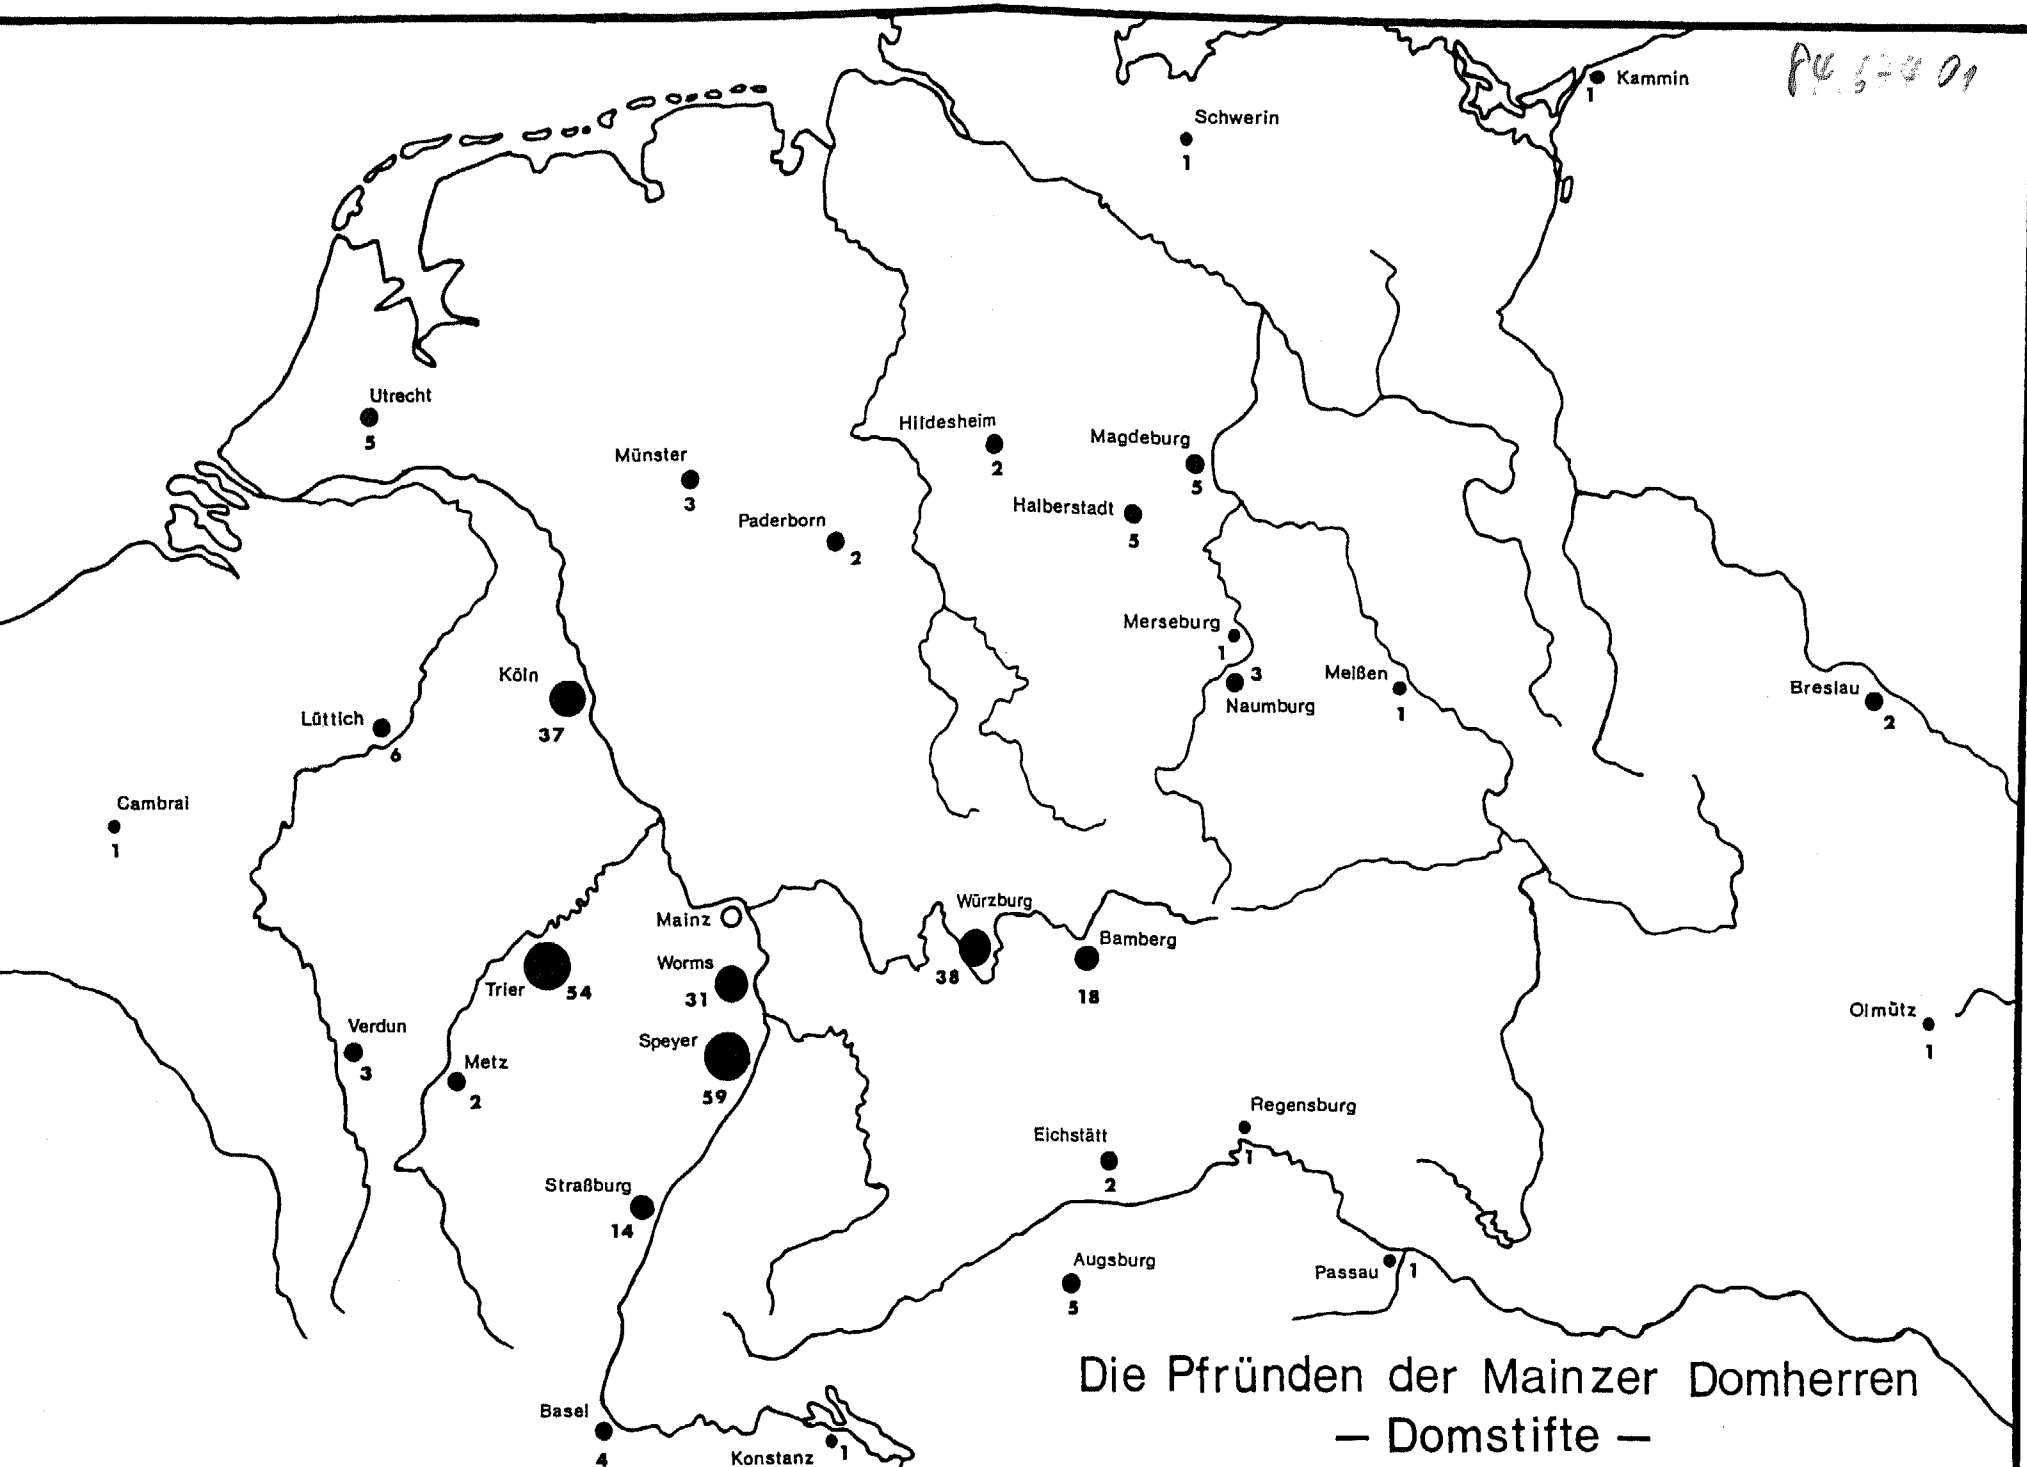 Kammin
1
Schwerin
1
Utrecht
5
Münster
3
Hildesheim
2
Magdeburg
5
Halberstadt
5
Paderborn
2
Merseburg
1
3
Naumburg
Meißen
1
Breslau
2
Köln
37
Lüttich
6
Cambrai
1
Mainz
Würzburg
38
Bamberg
18
Worms
31
Trier
54
Speyer
59
Verdun
3
Metz
2
Olmütz
1
Regensburg
1
Eichstätt
2
Straßburg
14
Augsburg
5
Passau
1
Basel
4
Konstanz
1
Die Pfründen der Mainzer Domherren
— Domstifte —